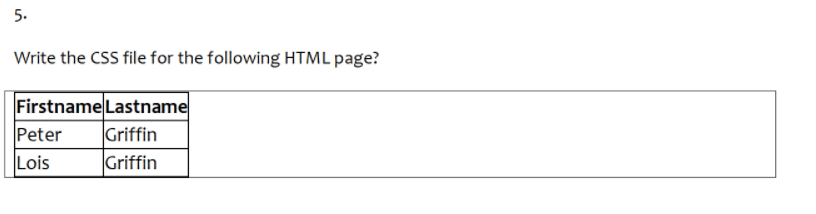 5.
Write the CSS file for the following HTML page?
Firstname Lastname
Peter Griffin
Lois Griffin